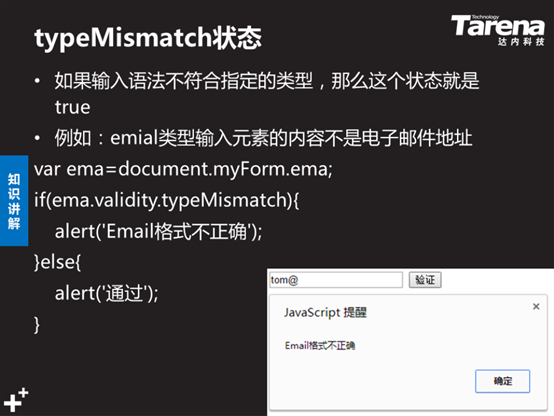 typeMismatch状态
Technology
Tarena
达内科技
• 如果输入语法不符合指定的类型，那么这个状态就是
true
• 例如：emial类型输入元素的内容不是电子邮件地址
var ema=document.myForm.ema;
if(ema.validity.typeMismatch){
alert('Email格式不正确');
}else{
alert('通过');
}
知识讲解
tom@ 验证
JavaScript 提醒 ×
Email格式不正确
确定